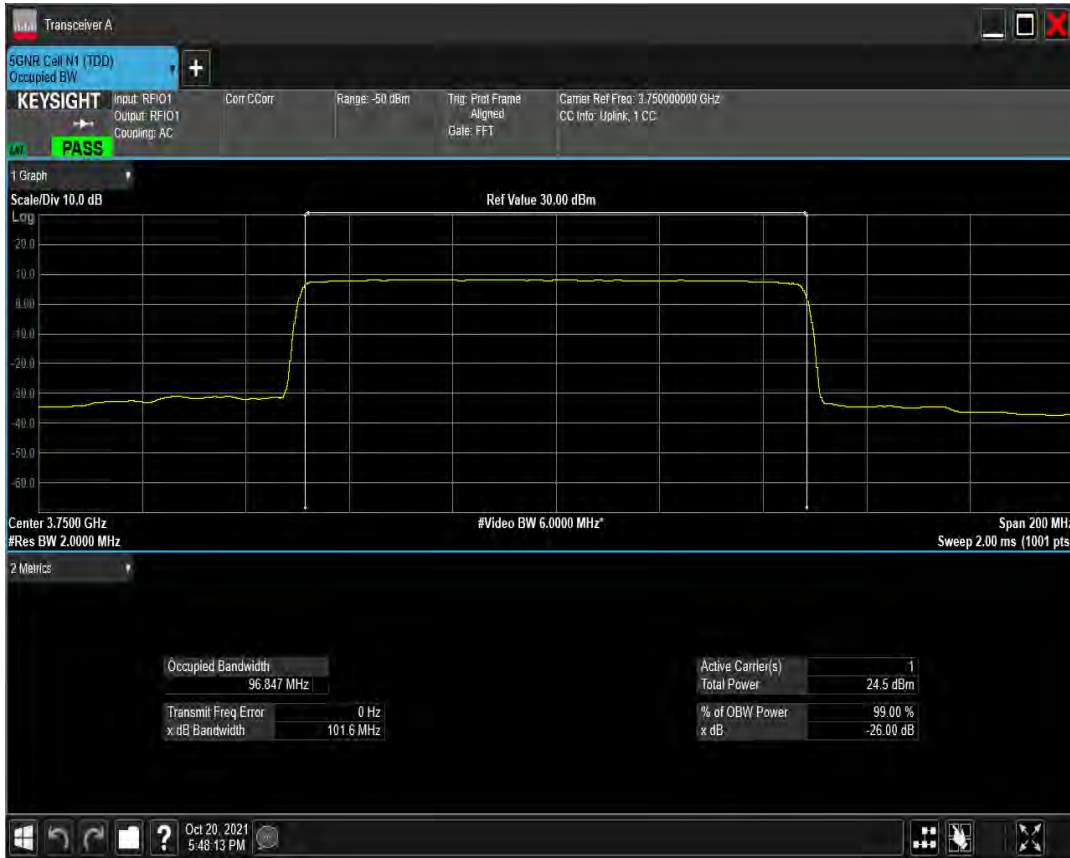 Transceiver A
5GNR Cell N1 (TDD)
Occupied BW
KEYSIGHT
Input: RFIO1
Output: RFIO1
Coupling: AC
Corr CCorr
Range: -50 dBm
Trig: Prot Frame
Aligned
Gate: FFT
Carrier Ref Freq: 3.750000000 GHz
CC Info: Uplink, 1 CC
PASS
1 Graph
Scale/Div 10.0 dB
Ref Value 30.00 dBm
Log
20.0
10.0
0.00
-10.0
-20.0
-30.0
-40.0
-50.0
-60.0
Center 3.7500 GHz
#Video BW 6.0000 MHz*
Span 200 MHz
#Res BW 2.0000 MHz
Sweep 2.00 ms (1001 pts
2 Metrics
Occupied Bandwidth
96.847 MHz
Active Carrier(s) 1
Total Power 24.5 dBm
Transmit Freq Error 0 Hz
x dB Bandwidth 101.6 MHz
% of OBW Power 99.00 %
x dB -26.00 dB
? Oct 20, 2021
5:48:13 PM